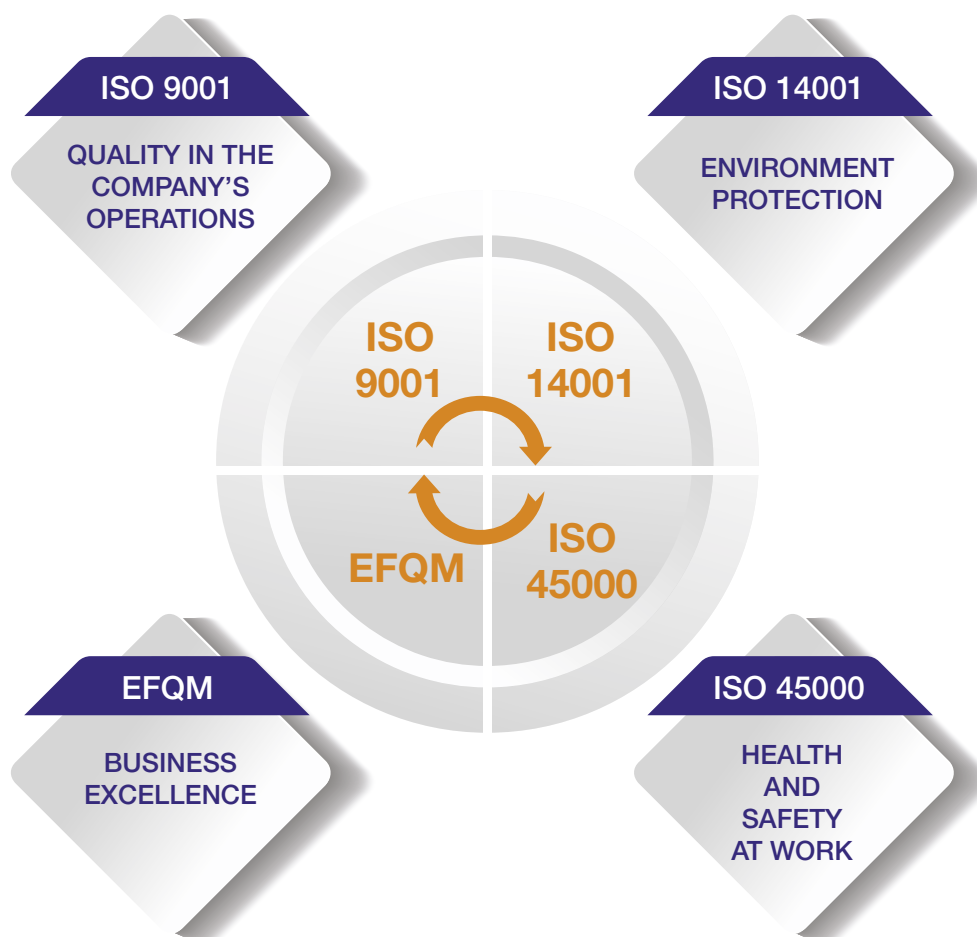 ISO 9001
QUALITY IN THE
COMPANY’S
OPERATIONS
ISO 14001
ENVIRONMENT
PROTECTION
ISO
9001
ISO
14001
EFQM
ISO
45000
EFQM
BUSINESS
EXCELLENCE
ISO 45000
HEALTH
AND
SAFETY
AT WORK